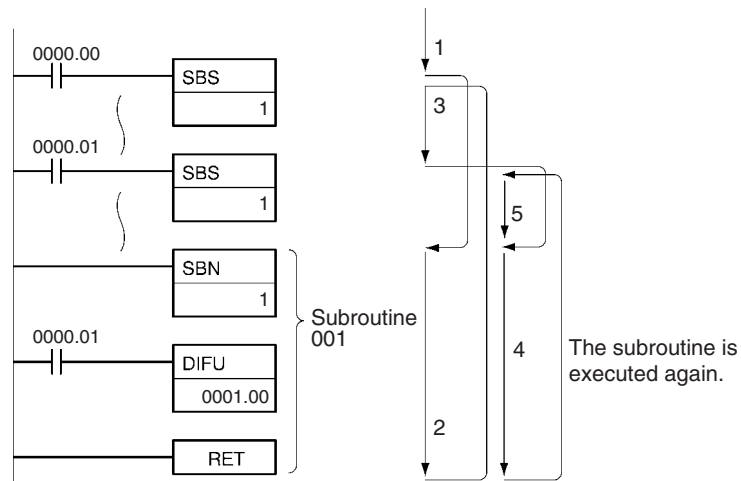 0000.00
SBS
1
0000.01
SBS
1
SBN
1
0000.01
DIFU
0001.00
RET
Subroutine
001
1
3
5
4
2
The subroutine is
executed again.